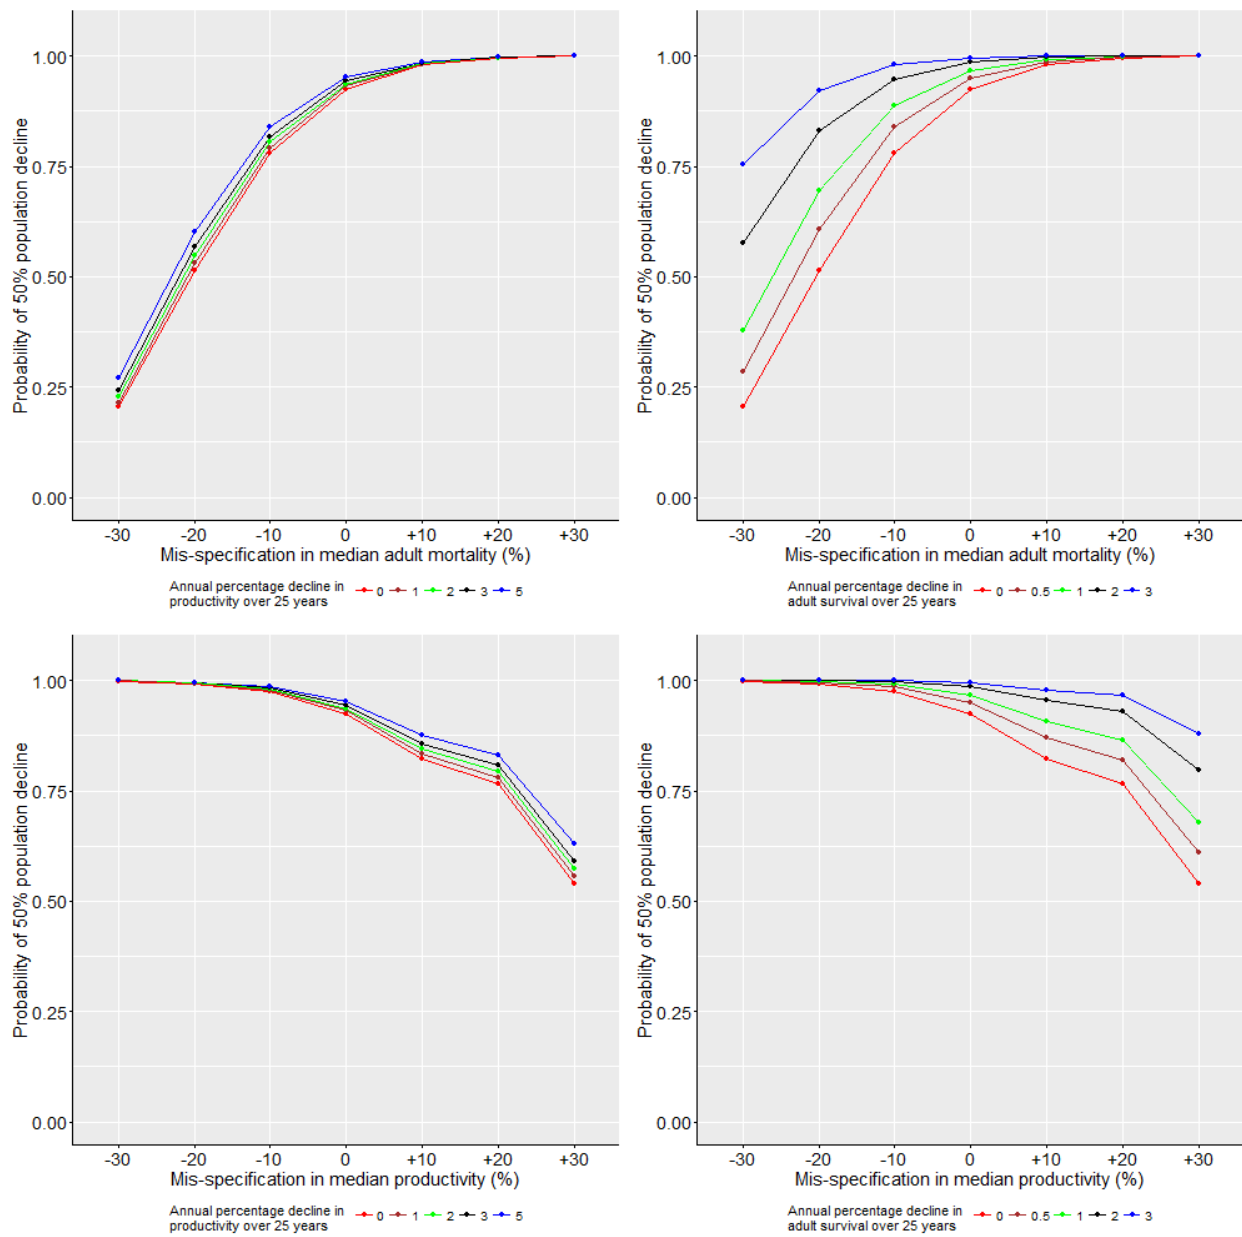 Probability of 50% population decline
1.00
0.75
0.50
0.25
0.00
-30 -20 -10 0 +10 +20 +30
Mis-specification in median adult mortality (%)
Annual percentage decline in
productivity over 25 years
0 1 2 3 5
Probability of 50% population decline
1.00
0.75
0.50
0.25
0.00
-30 -20 -10 0 +10 +20 +30
Mis-specification in median adult mortality (%)
Annual percentage decline in
adult survival over 25 years
0 0.5 1 2 3
Probability of 50% population decline
1.00
0.75
0.50
0.25
0.00
-30 -20 -10 0 +10 +20 +30
Mis-specification in median productivity (%)
Annual percentage decline in
productivity over 25 years
0 1 2 3 5
Probability of 50% population decline
1.00
0.75
0.50
0.25
0.00
-30 -20 -10 0 +10 +20 +30
Mis-specification in median productivity (%)
Annual percentage decline in
adult survival over 25 years
0 0.5 1 2 3